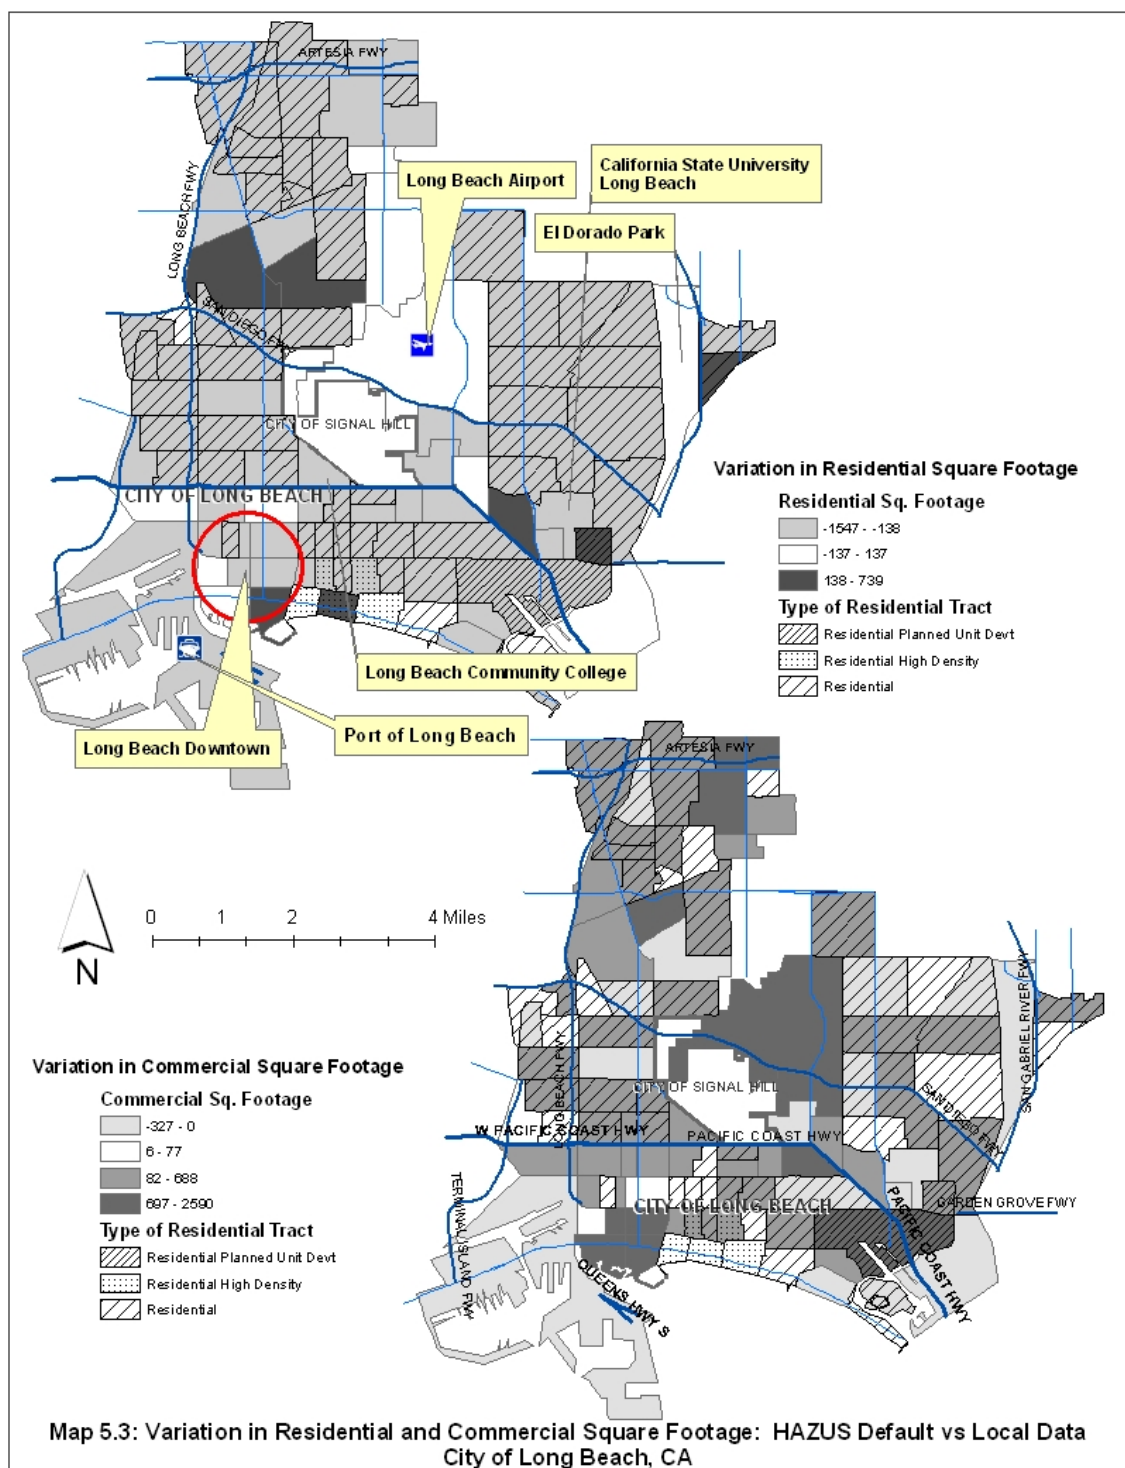 ARTESIA FWY
Long Beach Airport
California State University
Long Beach
El Dorado Park
LONG BEACH FWY
SAN DIEGO FWY
CITY OF SIGNAL HILL
CITY OF LONG BEACH
Variation in Residential Square Footage
Residential Sq. Footage
-1547 - -138
-137 - 137
138 - 739
Type of Residential Tract
Residential Planned Unit Devt
Residential High Density
Residential
Long Beach Community College
Port of Long Beach
Long Beach Downtown
ARTESIA FWY
0 1 2 4 Miles
N
SAN GABRIEL RIVER FWY
Variation in Commercial Square Footage
Commercial Sq. Footage
-327 - 0
6 - 77
82 - 688
697 - 2590
Type of Residential Tract
Residential Planned Unit Devt
Residential High Density
Residential
LONG BEACH FWY
CITY OF SIGNAL HILL
SAN DIEGO FWY
W PACIFIC COAST HWY
PACIFIC COAST HWY
TERMINAL ISLAND FWY
CITY OF LONG BEACH
GARDEN GROVE FWY
PACIFIC COAST HWY
QUEENS HWY S
Map 5.3: Variation in Residential and Commercial Square Footage: HAZUS Default vs Local Data
City of Long Beach, CA